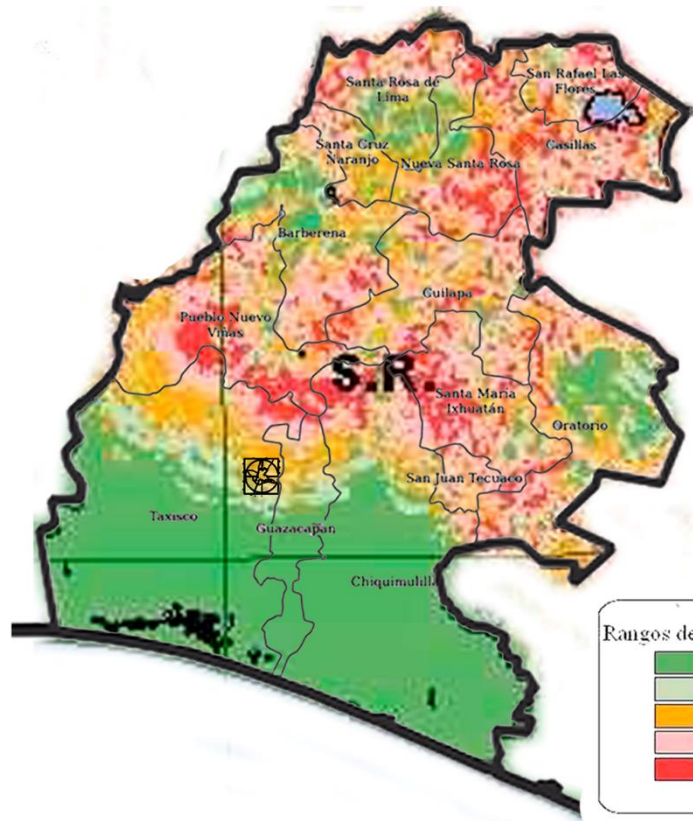 Santa Rosa de
Lima
San Rafael Las
Flores
Santa Cruz
Naranjo
Nueva Santa Rosa
Casillas
Barberena
Cuilapa
Pueblo Nuevo
Viñas
S.R.
Santa María
Ixhuatán
Oratorio
San Juan Tecuaco
Taxisco
Guazacapán
Chiquimulilla
Rangos de